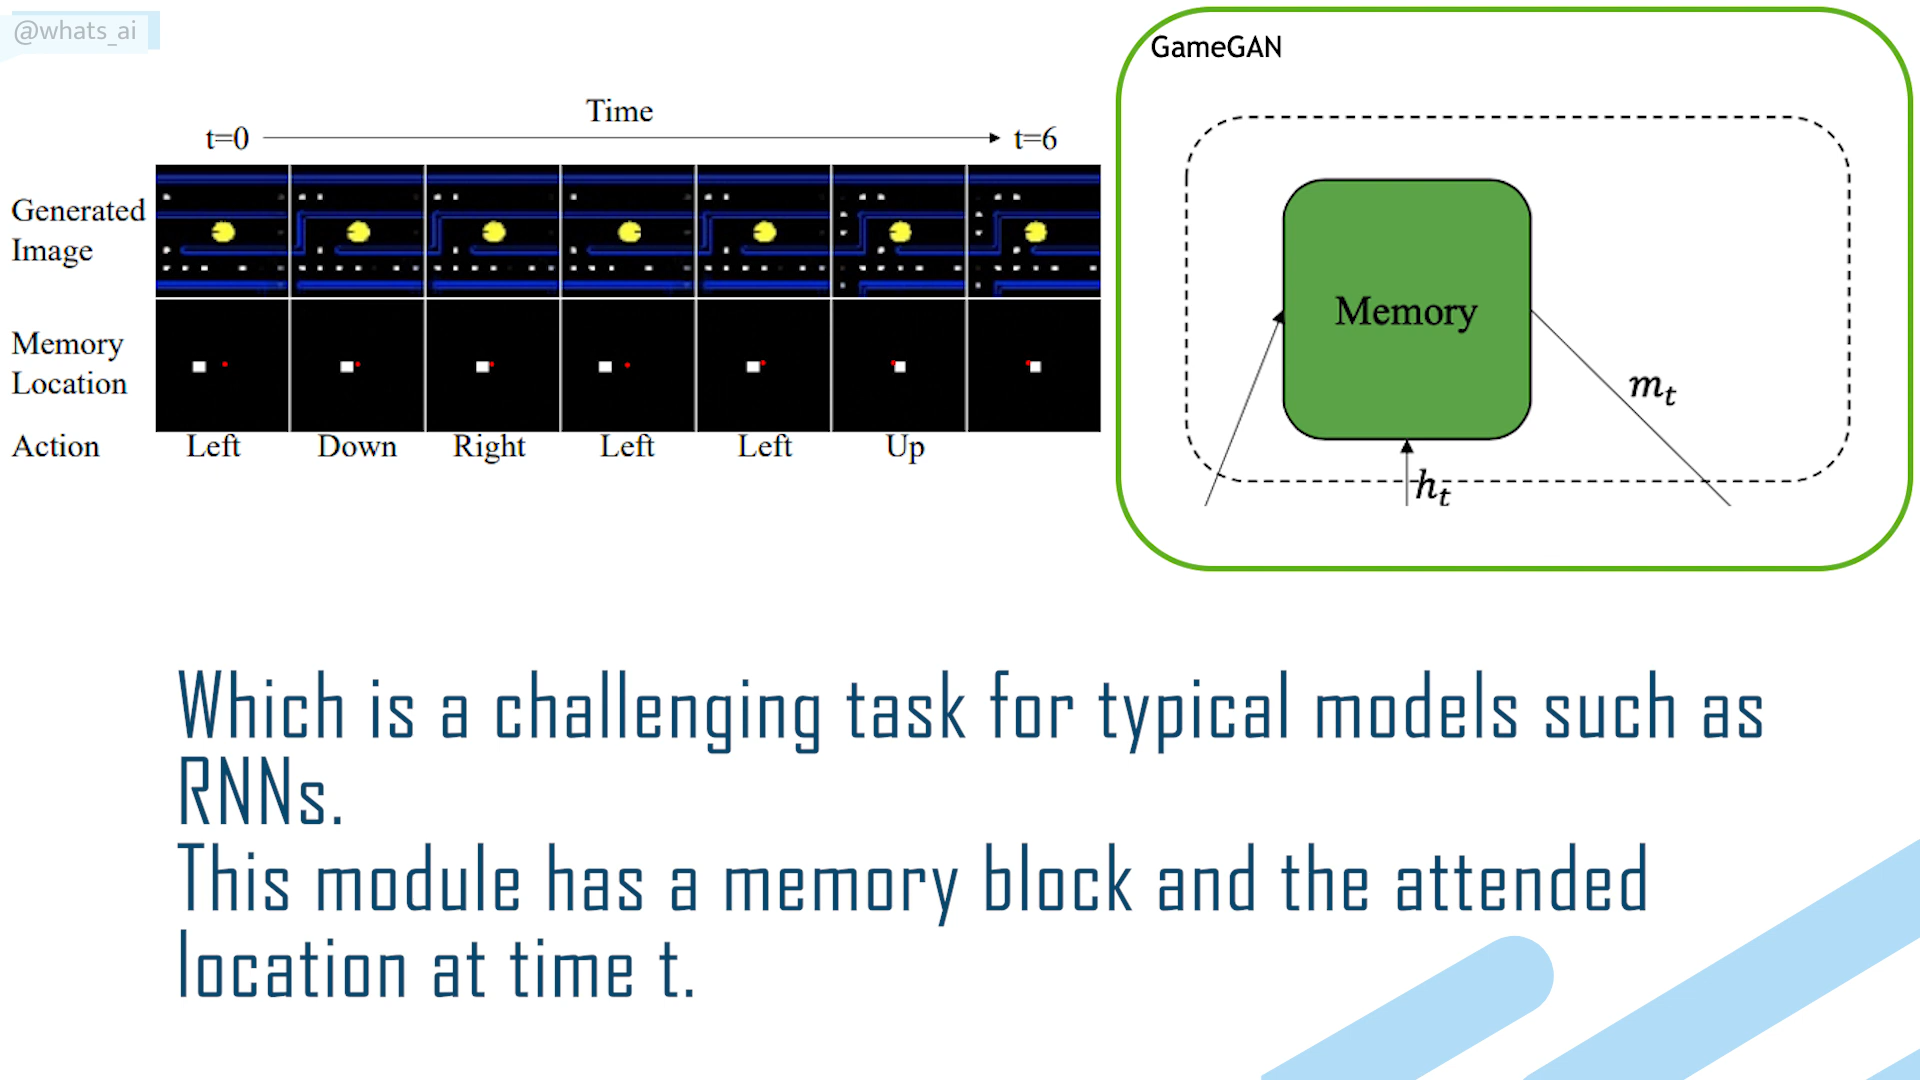 @whats_ai
GameGAN
Time
t=0
t=6
Generated
Image
Memory
Location
Action
Left
Down
Right
Left
Left
Up
Memory
mₜ
hₜ
Which is a challenging task for typical models such as
RNNs.
This module has a memory block and the attended
location at time t.